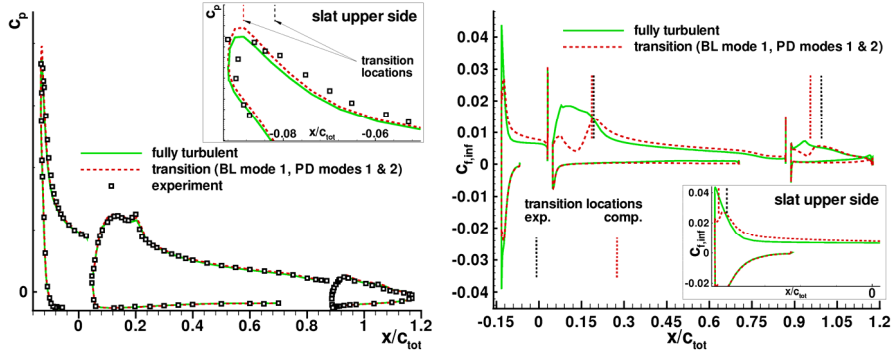 c_p
c_p
slat upper side
transition
locations
-0.08
x/c_tot
-0.06
fully turbulent
transition (BL mode 1, PD modes 1 & 2)
experiment
0
0
0.2
0.4
0.6
0.8
1
1.2
x/c_tot
fully turbulent
transition (BL mode 1, PD modes 1 & 2)
c_f,inf
0.04
0.03
0.02
0.01
0
-0.01
-0.02
-0.03
-0.04
transition locations
exp.
comp.
slat upper side
c_f,inf
0.04
0.02
0
-0.02
x/c_tot
0
-0.15
0
0.15
0.3
0.45
0.6
0.75
0.9
1.05
1.2
x/c_tot